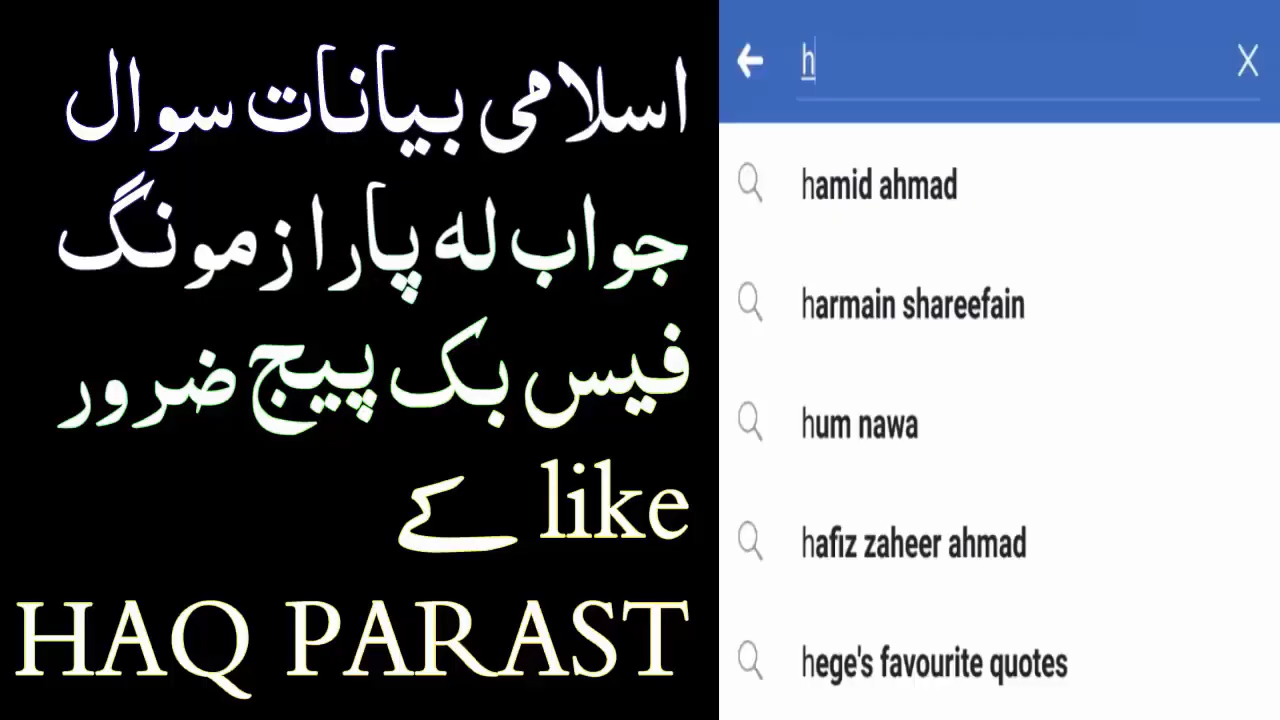 اسلامی بیانات سوال
جواب له پارا زمونگ
فیس بک پیج ضرور
like کے
HAQ PARAST
h
hamid ahmad
harmain shareefain
hum nawa
hafiz zaheer ahmad
hege's favourite quotes